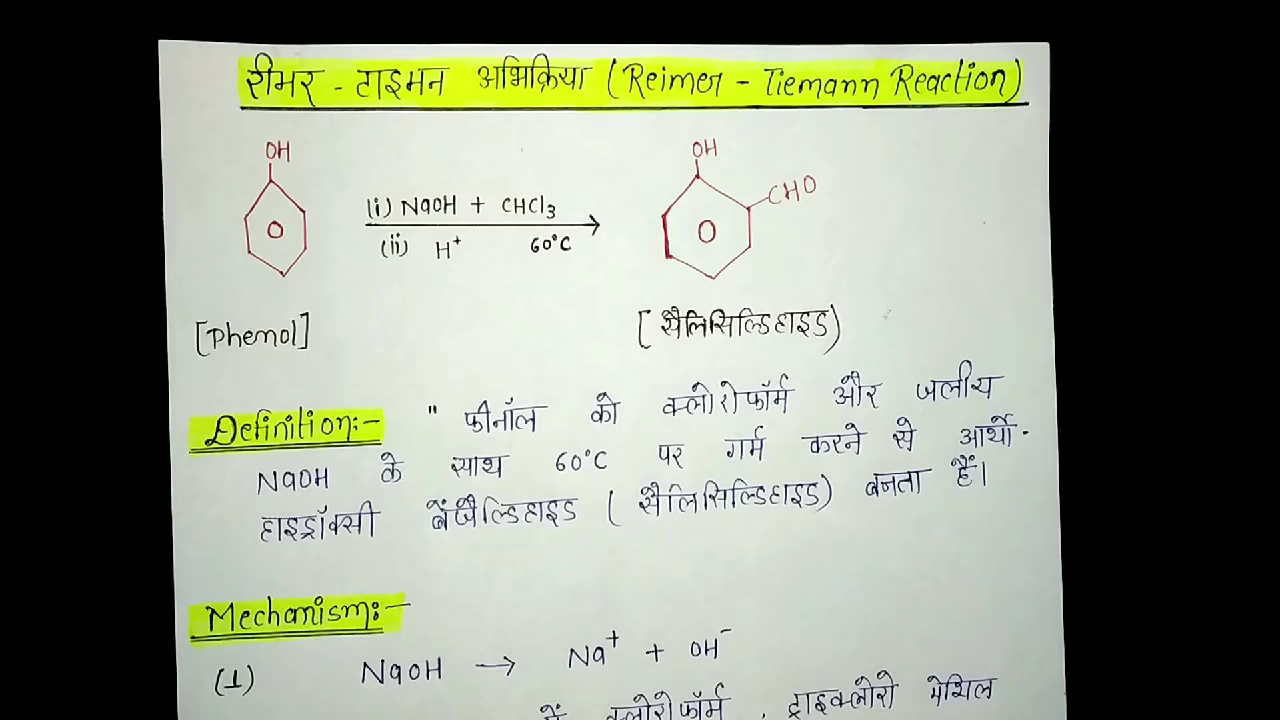 रीमर - टाइमन अभिक्रिया (Reimer - Tiemann Reaction)
OH
OH
CHO
(i) NaOH + CHCl3
(ii) H+ 60°C
[Phenol]
[सैलिसिल्डिहाइड)
Definition:- " फीनॉल को क्लोरोफॉर्म और जलीय
NaOH के साथ 60°C पर गर्म करने से आर्थो-
हाइड्रॉक्सी बेंजैल्डिहाइड ( सैलिसिल्डिहाइड) बनता हैं।
Mechanism:-
(1) NaOH → Na+ + OH-
में क्लोरोफॉर्म , ट्राइक्लोरो मेथिल